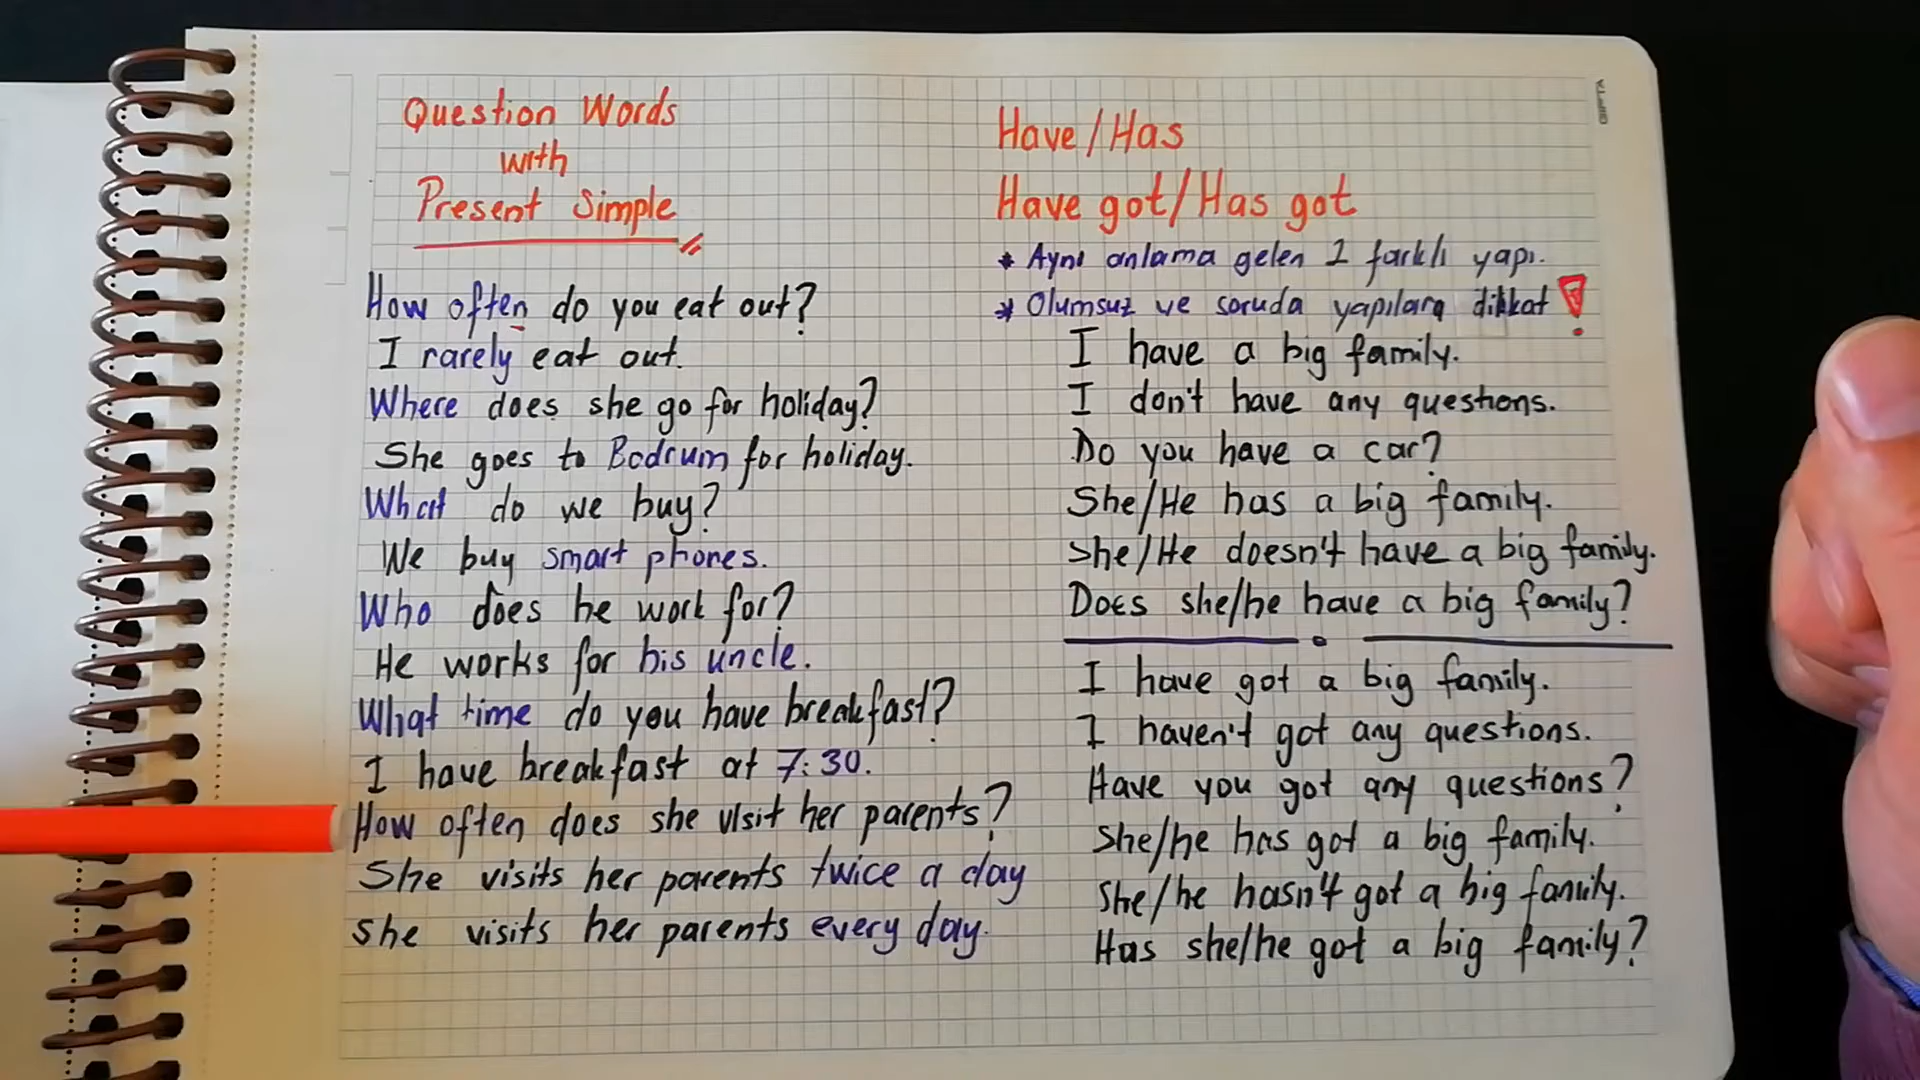 Question Words
with
Present Simple
How often do you eat out?
I rarely eat out.
Where does she go for holiday?
She goes to Bodrum for holiday.
What do we buy?
We buy smart phones.
Who does he work for?
He works for his uncle.
What time do you have breakfast?
I have breakfast at 7:30.
How often does she visit her parents?
She visits her parents twice a day
She visits her parents every day.
Have/Has
Have got/Has got
* Aynı anlama gelen 2 farklı yapı.
* Olumsuz ve soruda yapılara dikkat !
I have a big family.
I don't have any questions.
Do you have a car?
She/He has a big family.
She/He doesn't have a big family.
Does she/he have a big family?
I have got a big family.
I haven't got any questions.
Have you got any questions?
She/he has got a big family.
She/he hasn't got a big family.
Has she/he got a big family?
GIPTA